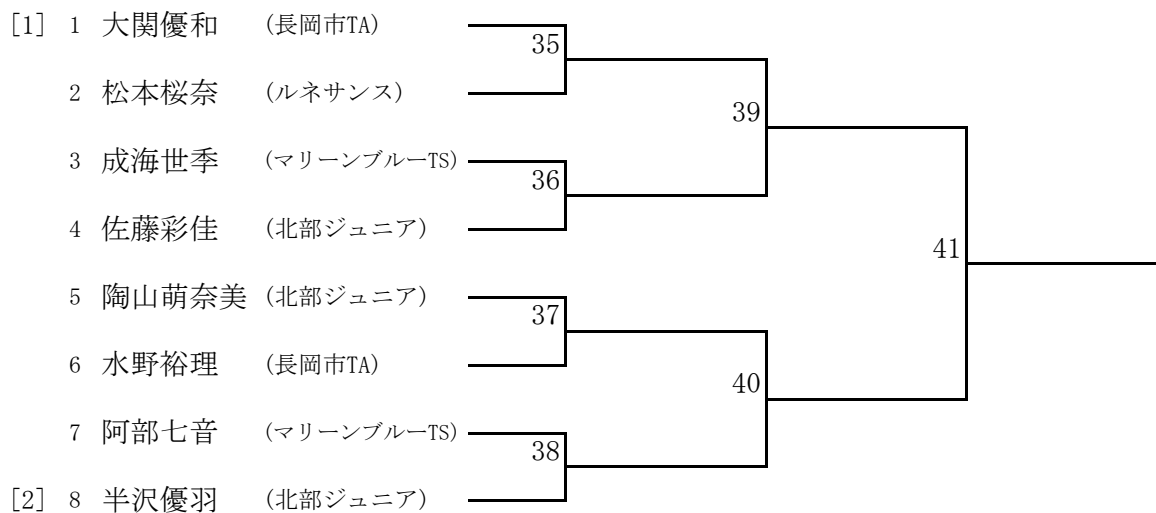 [1] 1 大関優和 (長岡市TA)
35
2 松本桜奈 (ルネサンス)
39
3 成海世季 (マリーンブルーTS)
36
4 佐藤彩佳 (北部ジュニア)
41
5 陶山萌奈美 (北部ジュニア)
37
6 水野裕理 (長岡市TA)
40
7 阿部七音 (マリーンブルーTS)
38
[2] 8 半沢優羽 (北部ジュニア)